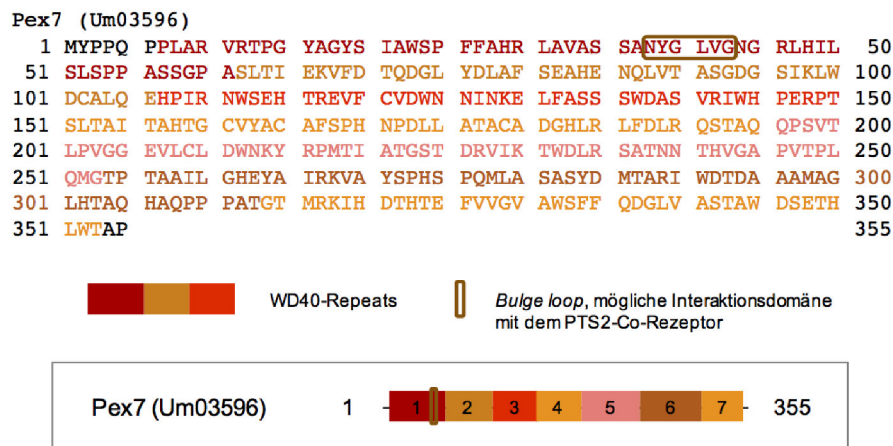 Pex7 (Um03596)
1 MYPPQ PPLAR VRTPG YAGYS IAWSP FFAHR LAVAS SANYG LVGNG RLHIL 50
51 SLSPP ASSGP ASLTI EKVFD TQDGL YDLAF SEAHE NQLVT ASGDG SIKLW 100
101 DCALQ EHPIR NWSEH TREVF CVDWN NINKE LFASS SWDAS VRIWH PERPT 150
151 SLTAI TAHTG CVYAC AFSPH NPDLL ATACA DGHLR LFDLR QSTAQ QPSVT 200
201 LPVGG EVLCL DWNKY RPMTI ATGST DRVIK TWDLR SATNN THVGA PVTPL 250
251 QMGTP TAAIL GHEYA IRKVA YSPHS PQMLA SASYD MTARI WDTDA AAMAG 300
301 LHTAQ HAQPP PATGT MRKIH DTHTE FVVGV AWSFF QDGLV ASTAW DSETH 350
351 LWTAP 355
WD40-Repeats
Bulge loop, mögliche Interaktionsdomäne
mit dem PTS2-Co-Rezeptor
Pex7 (Um03596) 1 - 1 2 3 4 5 6 7 - 355